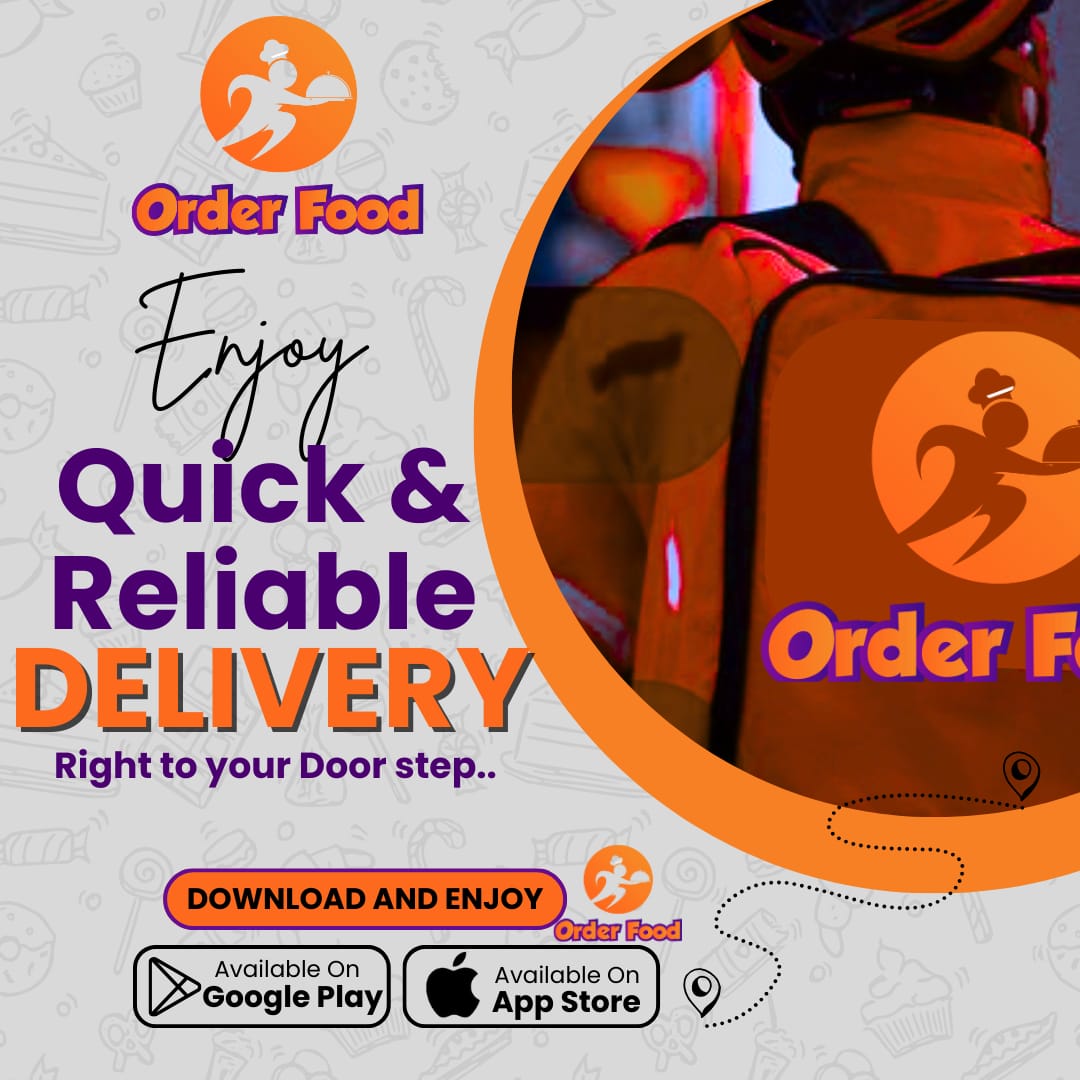 Order Food
Enjoy
Quick &
Reliable
DELIVERY
Right to your Door step..
Order Fo
DOWNLOAD AND ENJOY
Order Food
Available On
Google Play
Available On
App Store